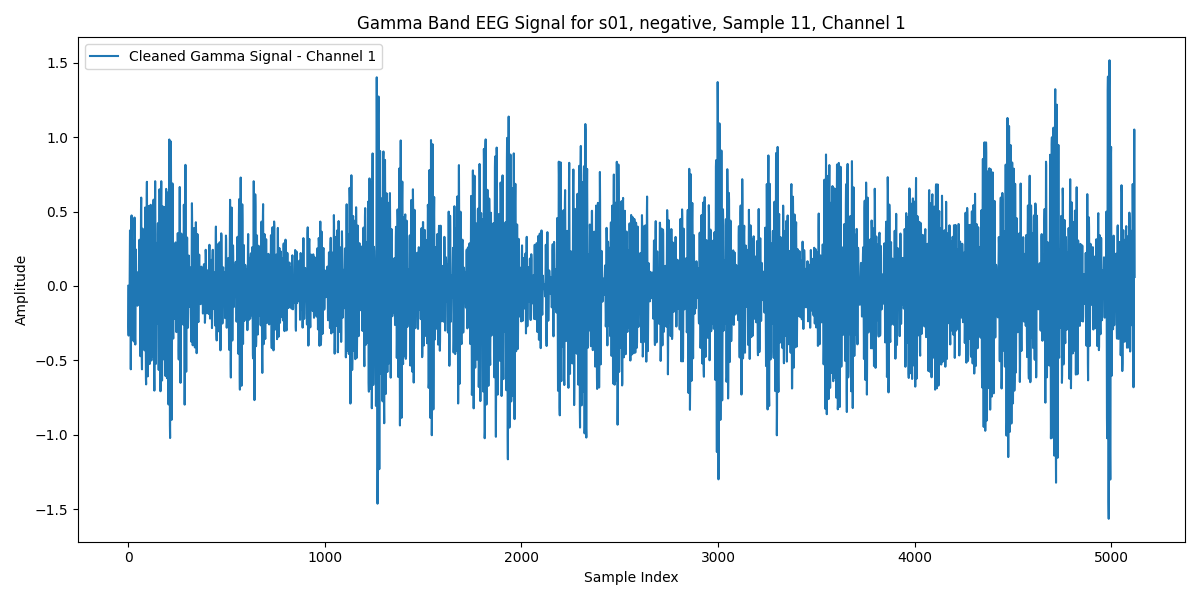 Gamma Band EEG Signal for s01, negative, Sample 11, Channel 1
Cleaned Gamma Signal - Channel 1
1.5
1.0
0.5
0.0
−0.5
−1.0
−1.5
Amplitude
0 1000 2000 3000 4000 5000
Sample Index